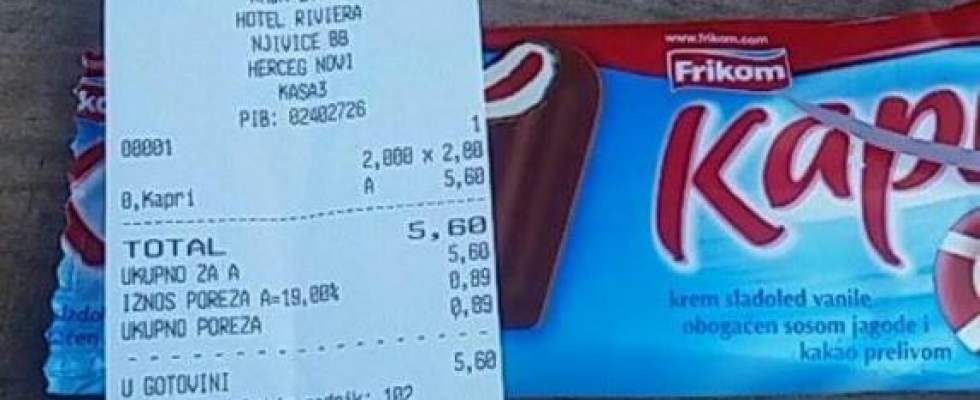 HOTEL RIVIERA
NJIVICE BB
HERCEG NOVI
KASA3
PIB: 02402726
1
00001
2,000 x 2,80
A 5,60
0,Kapri
TOTAL 5,60
UKUPNO ZA A 5,60
IZNOS POREZA A=19,00% 0,89
UKUPNO POREZA 0,89
U GOTOVINI 5,60
102
www.frikom.com
Frikom
krem sladoled vanile
obogaćen sosom jagode i
kakao prelivom